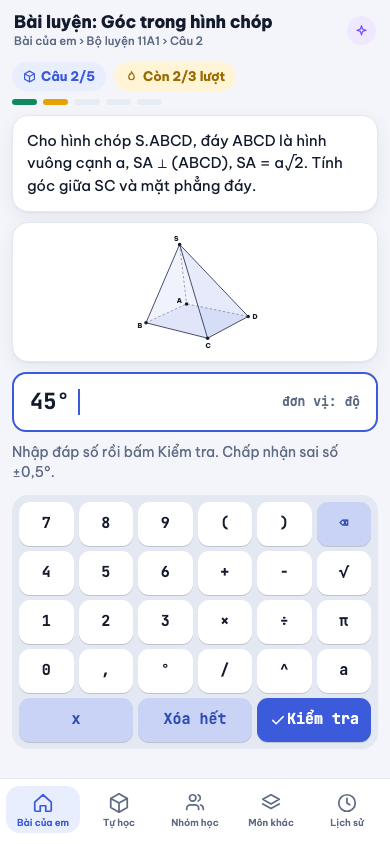 Bài luyện: Góc trong hình chóp
Bài của em › Bộ luyện 11A1 › Câu 2
Câu 2/5
Còn 2/3 lượt
Cho hình chóp S.ABCD, đáy ABCD là hình
vuông cạnh a, SA ⊥ (ABCD), SA = a√2. Tính
góc giữa SC và mặt phẳng đáy.
S
A
D
B
C
45°
đơn vị: độ
Nhập đáp số rồi bấm Kiểm tra. Chấp nhận sai số
±0,5°.
7 8 9 ( ) ⌫
4 5 6 + - √
1 2 3 × ÷ π
0 , ° / ^ a
x Xóa hết Kiểm tra
Bài của em Tự học Nhóm học Môn khác Lịch sử